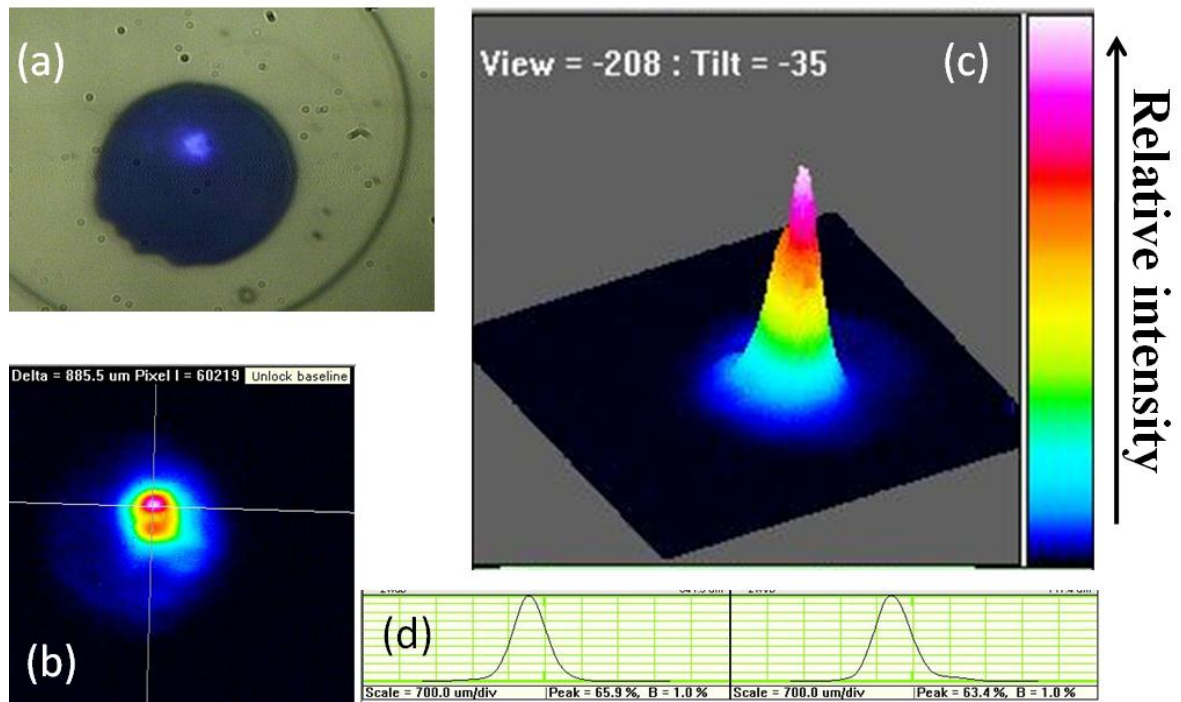 (a)
View = -208 : Tilt = -35
(c)
Relative intensity
Delta = 885.5 um Pixel I = 60219 Unlock baseline
(b)
(d)
Scale = 700.0 um/div Peak = 65.9 %, B = 1.0 %
Scale = 700.0 um/div Peak = 63.4 %, B = 1.0 %